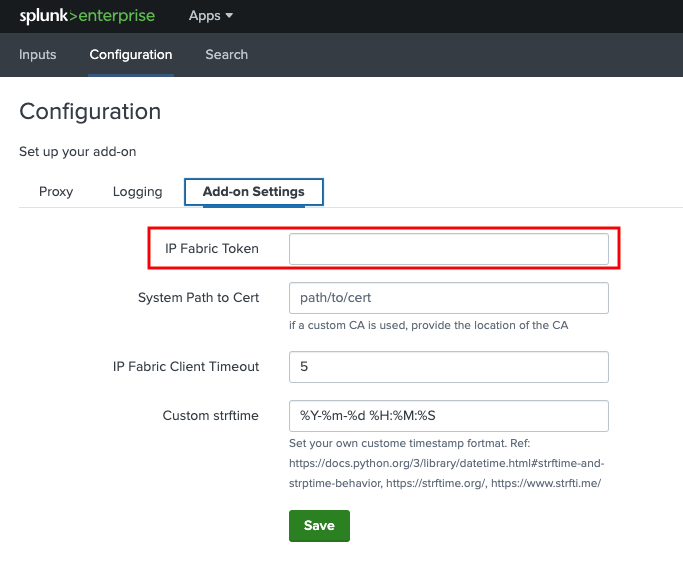 splunk>enterprise Apps
Inputs Configuration Search
Configuration
Set up your add-on
Proxy Logging Add-on Settings
IP Fabric Token
System Path to Cert path/to/cert
if a custom CA is used, provide the location of the CA
IP Fabric Client Timeout 5
Custom strftime %Y-%m-%d %H:%M:%S
Set your own custome timestamp fortmat. Ref:
https://docs.python.org/3/library/datetime.html#strftime-and-
strptime-behavior, https://strftime.org/, https://www.strfti.me/
Save